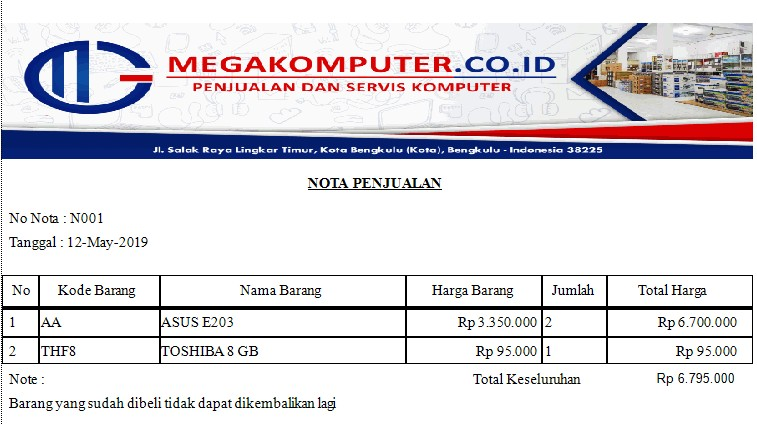 MEGAKOMPUTER.CO.ID
PENJUALAN DAN SERVIS KOMPUTER
Jl. Salak Raya Lingkar Timur, Kota Bengkulu (Kota), Bengkulu - Indonesia 38225
NOTA PENJUALAN
No Nota : N001
Tanggal : 12-May-2019
No Kode Barang Nama Barang Harga Barang Jumlah Total Harga
1 AA ASUS E203 Rp 3.350.000 2 Rp 6.700.000
2 THF8 TOSHIBA 8 GB Rp 95.000 1 Rp 95.000
Note : Total Keseluruhan Rp 6.795.000
Barang yang sudah dibeli tidak dapat dikembalikan lagi